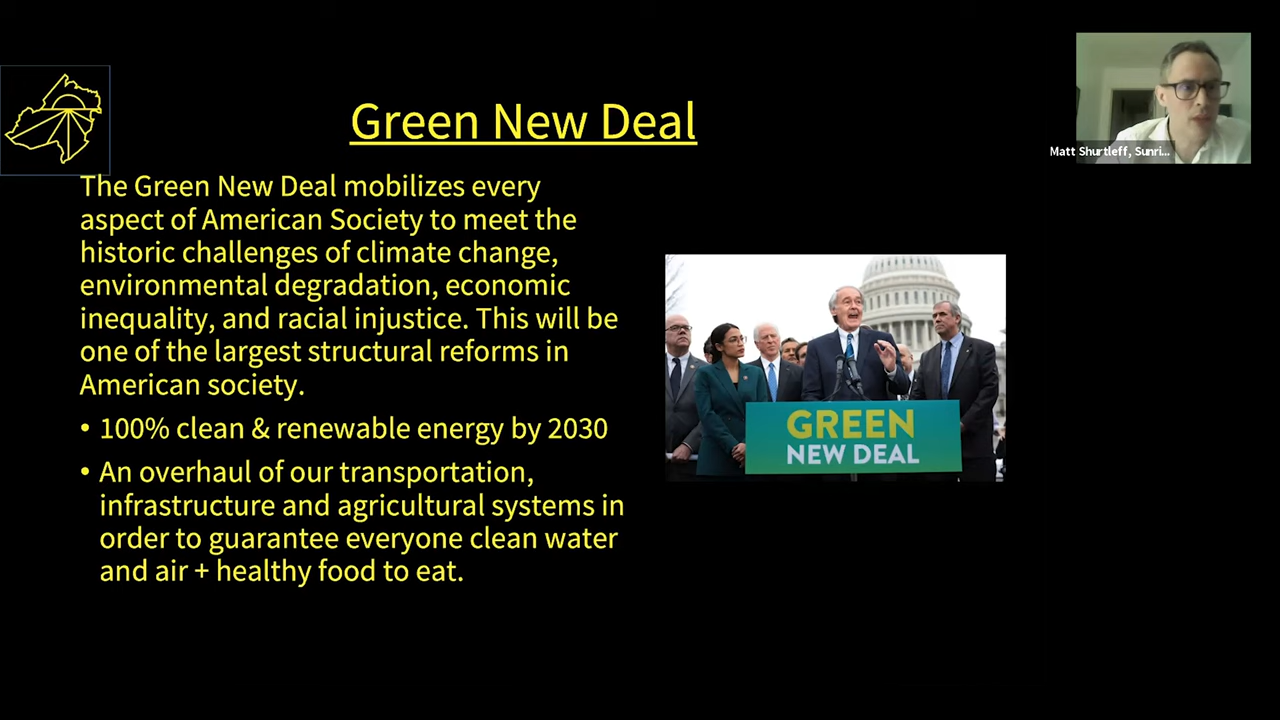 Green New Deal
Matt Shurtleff, Sunri...
The Green New Deal mobilizes every
aspect of American Society to meet the
historic challenges of climate change,
environmental degradation, economic
inequality, and racial injustice. This will be
one of the largest structural reforms in
American society.
• 100% clean & renewable energy by 2030
• An overhaul of our transportation,
infrastructure and agricultural systems in
order to guarantee everyone clean water
and air + healthy food to eat.
GREEN
NEW DEAL